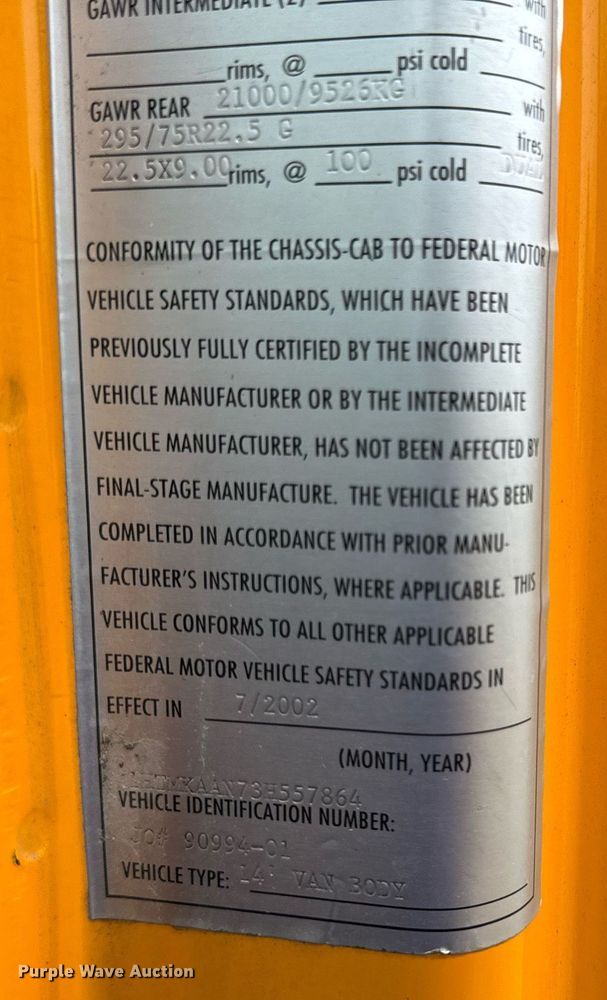 GAWR INTERMEDIATE (2) with
tires,
rims, @ psi cold
GAWR REAR 21000/9526KG with
295/75R22.5 G tires,
22.5X9.00 rims, @ 100 psi cold DUAL
CONFORMITY OF THE CHASSIS-CAB TO FEDERAL MOTOR
VEHICLE SAFETY STANDARDS, WHICH HAVE BEEN
PREVIOUSLY FULLY CERTIFIED BY THE INCOMPLETE
VEHICLE MANUFACTURER OR BY THE INTERMEDIATE
VEHICLE MANUFACTURER, HAS NOT BEEN AFFECTED BY
FINAL-STAGE MANUFACTURE. THE VEHICLE HAS BEEN
COMPLETED IN ACCORDANCE WITH PRIOR MANU-
FACTURER'S INSTRUCTIONS, WHERE APPLICABLE. THIS
VEHICLE CONFORMS TO ALL OTHER APPLICABLE
FEDERAL MOTOR VEHICLE SAFETY STANDARDS IN
EFFECT IN 7/2002
(MONTH, YEAR)
VEHICLE IDENTIFICATION NUMBER:
JO# 90994-01
VEHICLE TYPE: 14' VAN BODY
Purple Wave Auction